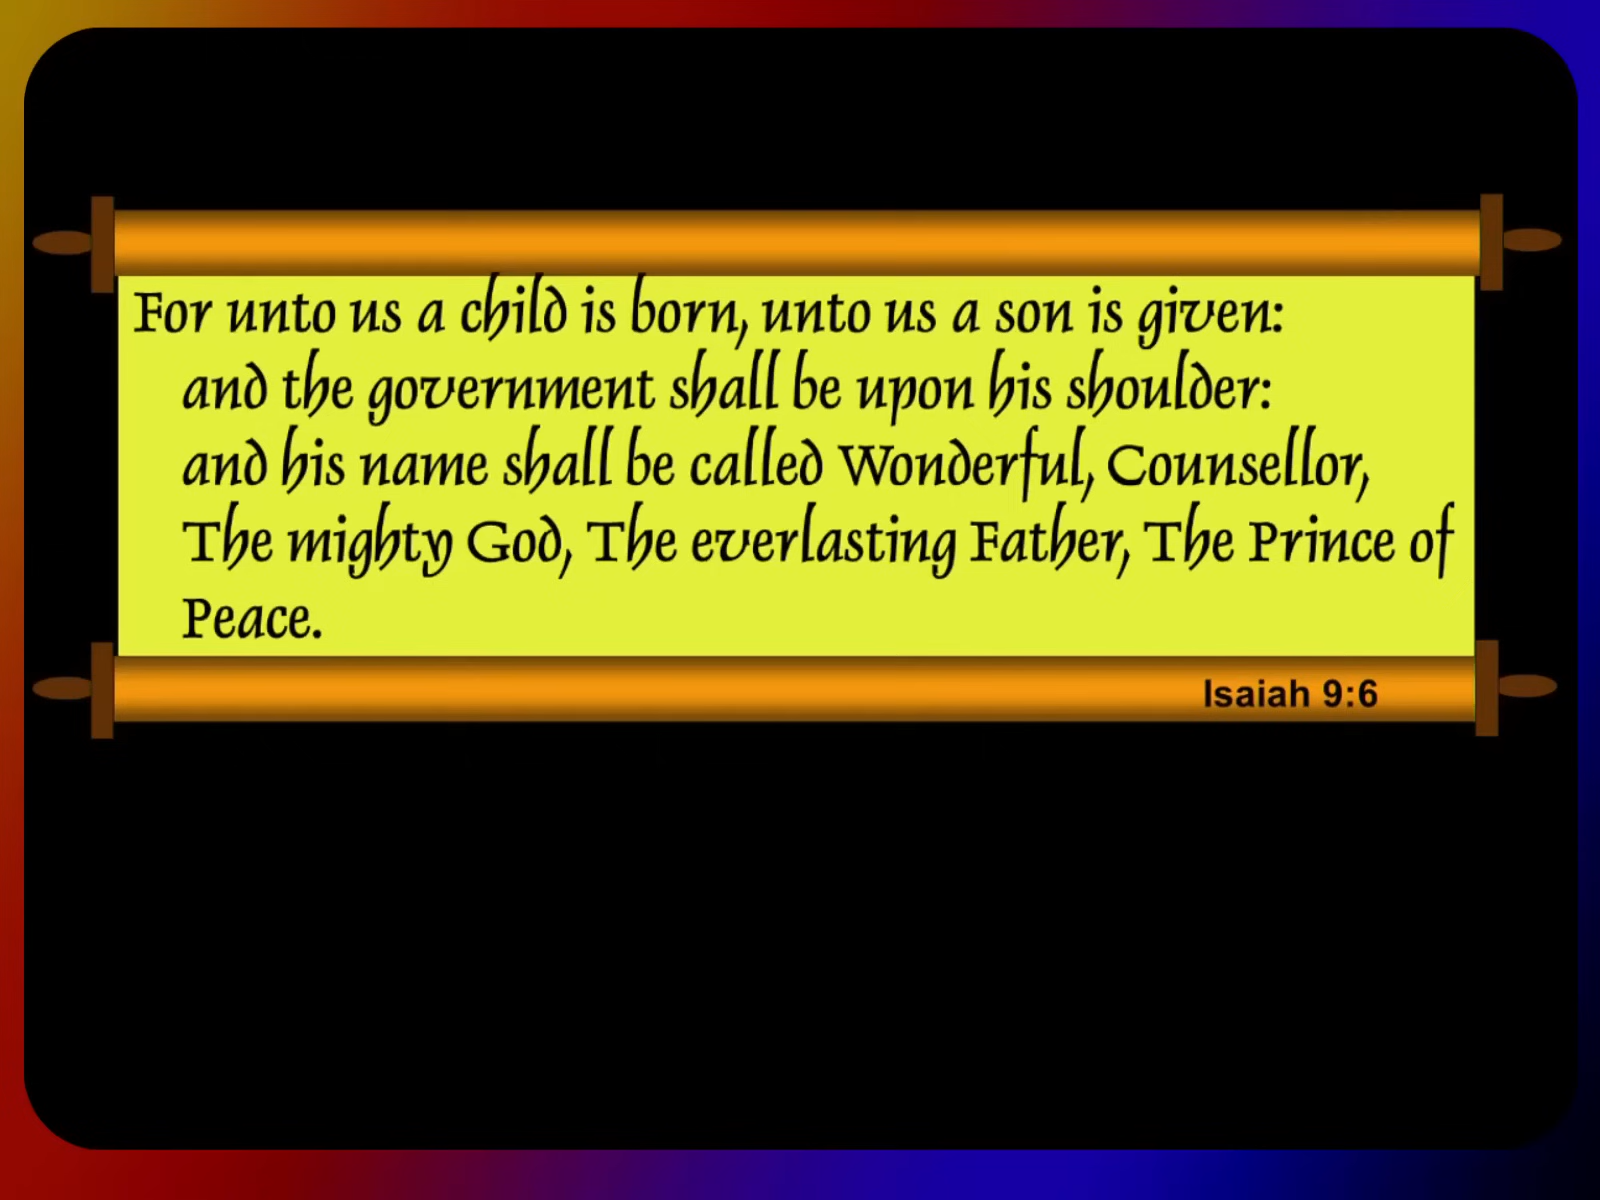 For unto us a child is born, unto us a son is given:
and the government shall be upon his shoulder:
and his name shall be called Wonderful, Counsellor,
The mighty God, The everlasting Father, The Prince of
Peace.
Isaiah 9:6